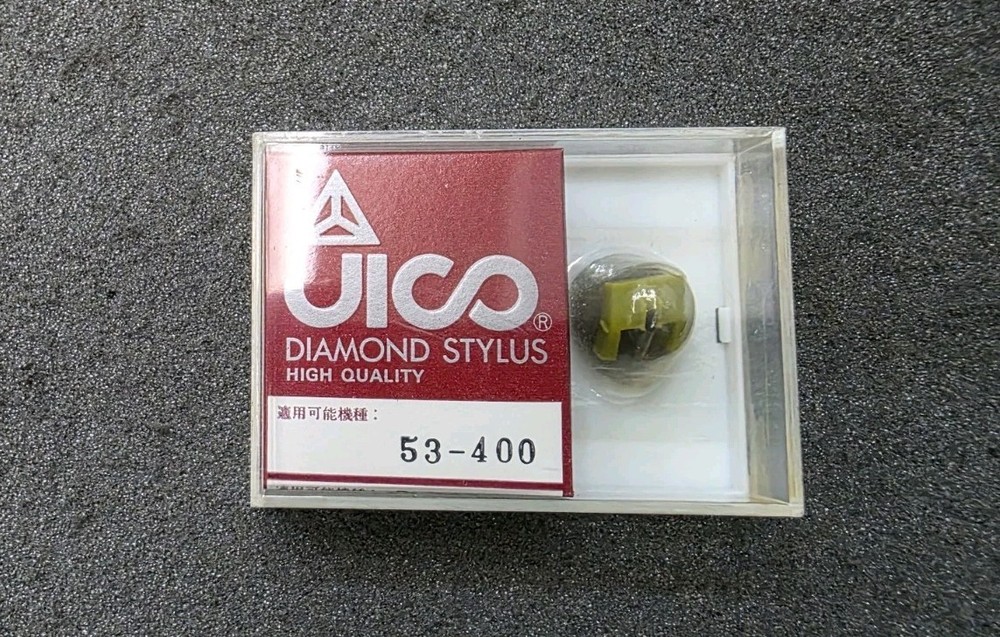 JICO®
DIAMOND STYLUS
HIGH QUALITY
適用可能機種：
53-400